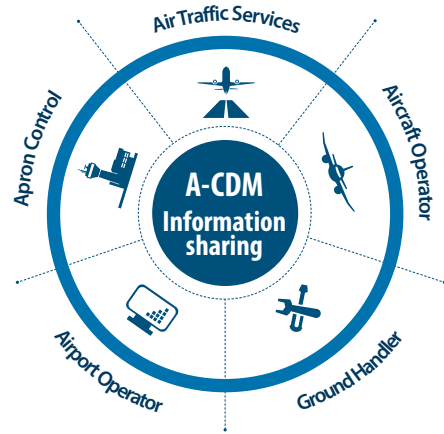 Air Traffic Services
Apron Control
Aircraft Operator
A-CDM
Information
sharing
Airport Operator
Ground Handler